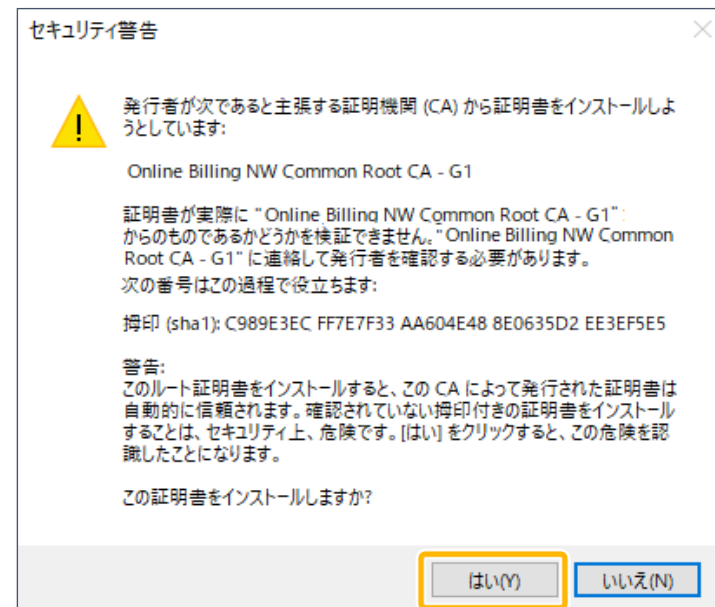 セキュリティ警告
発行者が次であると主張する証明機関 (CA) から証明書をインストールしよ
うとしています:
Online Billing NW Common Root CA - G1
証明書が実際に "Online Billing NW Common Root CA - G1"
からのものであるかどうかを検証できません。"Online Billing NW Common
Root CA - G1" に連絡して発行者を確認する必要があります。
次の番号はこの過程で役立ちます:
拇印 (sha1): C989E3EC FF7E7F33 AA604E48 8E0635D2 EE3EF5E5
警告:
このルート証明書をインストールすると、この CA によって発行された証明書は
自動的に信頼されます。確認されていない拇印付きの証明書をインストール
することは、セキュリティ上、危険です。[はい] をクリックすると、この危険を認
識したことになります。
この証明書をインストールしますか?
はい(Y) いいえ(N)